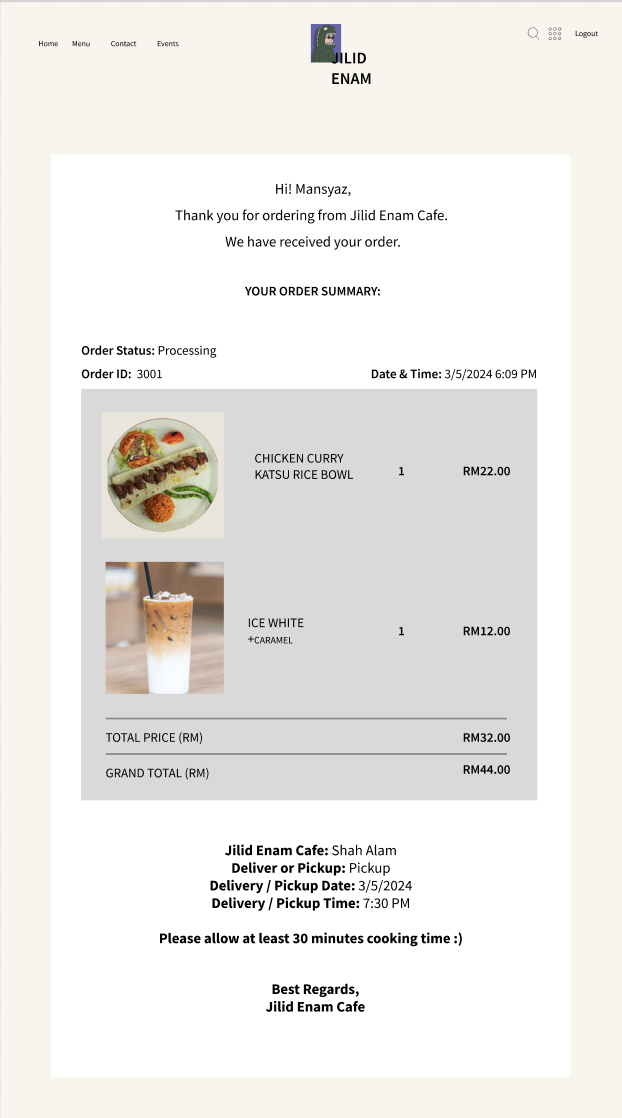 Home Menu Contact Events
JILID
ENAM
Logout
Hi! Mansyaz,
Thank you for ordering from Jilid Enam Cafe.
We have received your order.
YOUR ORDER SUMMARY:
Order Status: Processing
Order ID: 3001
Date & Time: 3/5/2024 6:09 PM
CHICKEN CURRY
KATSU RICE BOWL
1
RM22.00
ICE WHITE
+CARAMEL
1
RM12.00
TOTAL PRICE (RM) RM32.00
GRAND TOTAL (RM) RM44.00
Jilid Enam Cafe: Shah Alam
Deliver or Pickup: Pickup
Delivery / Pickup Date: 3/5/2024
Delivery / Pickup Time: 7:30 PM
Please allow at least 30 minutes cooking time :)
Best Regards,
Jilid Enam Cafe